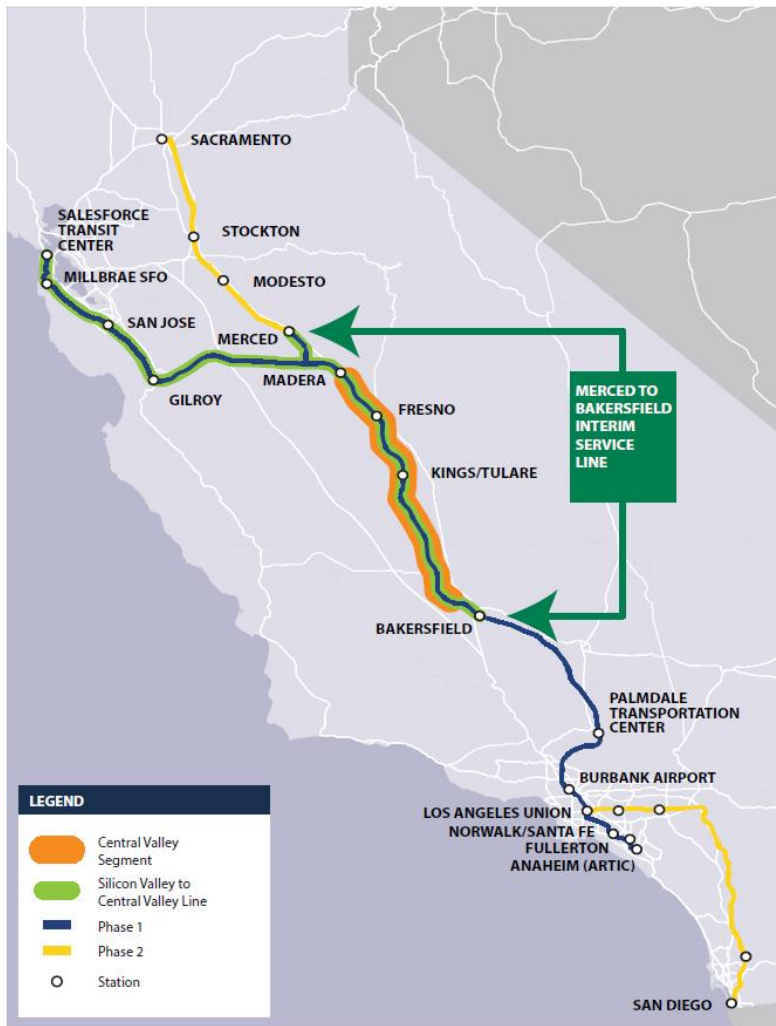 SACRAMENTO
SALESFORCE
TRANSIT
CENTER
STOCKTON
MILLBRAE SFO
MODESTO
SAN JOSE
MERCED
MADERA
GILROY
FRESNO
MERCED TO
BAKERSFIELD
INTERIM
SERVICE
LINE
KINGS/TULARE
BAKERSFIELD
PALMDALE
TRANSPORTATION
CENTER
BURBANK AIRPORT
LOS ANGELES UNION
NORWALK/SANTA FE
FULLERTON
ANAHEIM (ARTIC)
SAN DIEGO
LEGEND
Central Valley
Segment
Silicon Valley to
Central Valley Line
Phase 1
Phase 2
Station